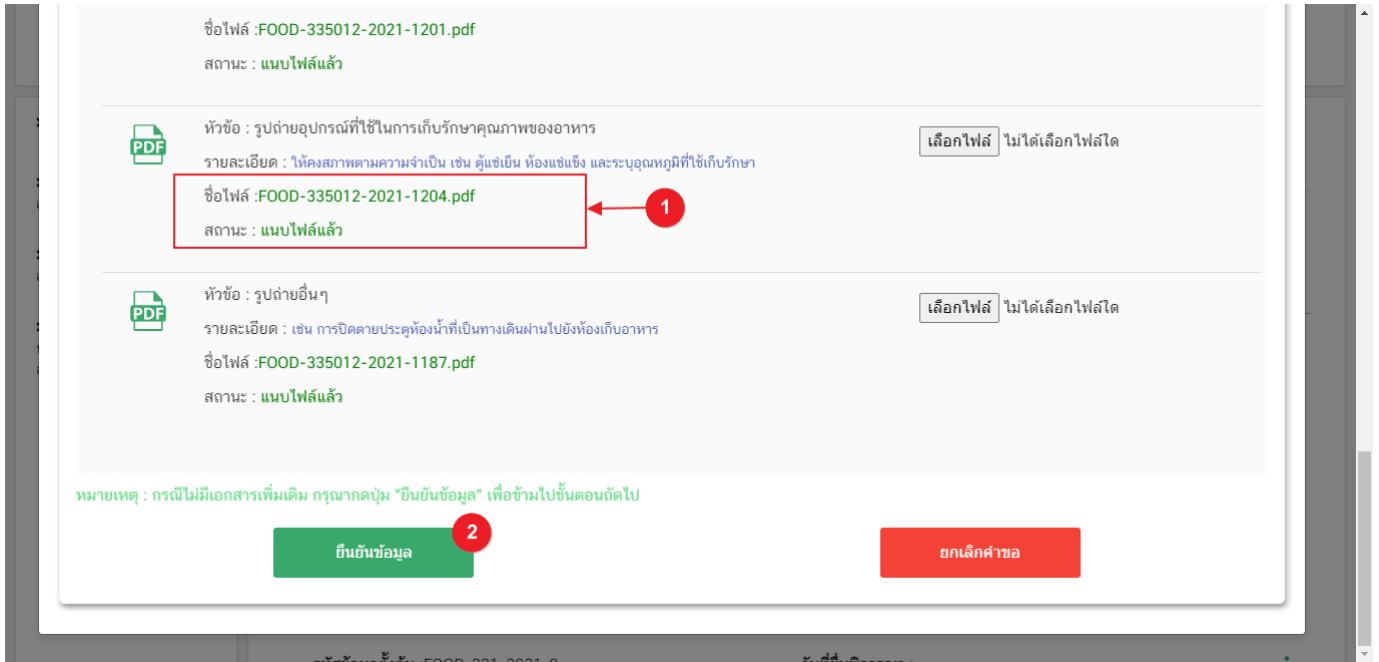 ชื่อไฟล์ :FOOD-335012-2021-1201.pdf
สถานะ : แนบไฟล์แล้ว
PDF
หัวข้อ : รูปถ่ายอุปกรณ์ที่ใช้ในการเก็บรักษาคุณภาพของอาหาร
เลือกไฟล์ ไม่ได้เลือกไฟล์ใด
รายละเอียด : ให้คงสภาพตามความจำเป็น เช่น ตู้แช่เย็น ห้องแช่แข็ง และระบุอุณหภูมิที่ใช้เก็บรักษา
ชื่อไฟล์ :FOOD-335012-2021-1204.pdf
1
สถานะ : แนบไฟล์แล้ว
PDF
หัวข้อ : รูปถ่ายอื่นๆ
เลือกไฟล์ ไม่ได้เลือกไฟล์ใด
รายละเอียด : เช่น การปิดตายประตูห้องน้ำที่เป็นทางเดินผ่านไปยังห้องเก็บอาหาร
ชื่อไฟล์ :FOOD-335012-2021-1187.pdf
สถานะ : แนบไฟล์แล้ว
หมายเหตุ : กรณีไม่มีเอกสารเพิ่มเติม กรุณากดปุ่ม "ยืนยันข้อมูล" เพื่อข้ามไปขั้นตอนถัดไป
2
ยืนยันข้อมูล
ยกเลิกคำขอ